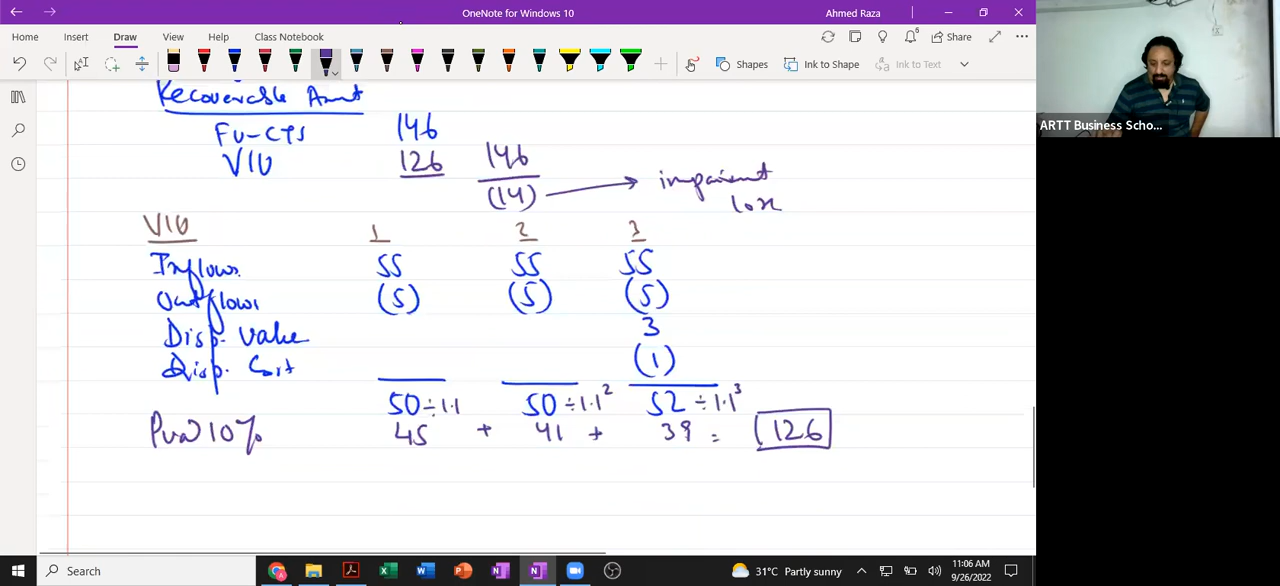 OneNote for Windows 10
Ahmed Raza
Home Insert Draw View Help Class Notebook
Share
Shapes Ink to Shape Ink to Text
Recoverable Amt
FV-CTS 146
VIU 126 146
(14) impairment
loss
VIU 1 2 3
Inflows 55 55 55
Outflows (5) (5) (5)
Disp. Value 3
Disp. Cost (1)
50 ÷ 1.1 50 ÷ 1.1² 52 ÷ 1.1³
PV @ 10% 45 + 41 + 39 = 126
ARTT Business Scho...
Search
31°C Partly sunny
11:06 AM
9/26/2022